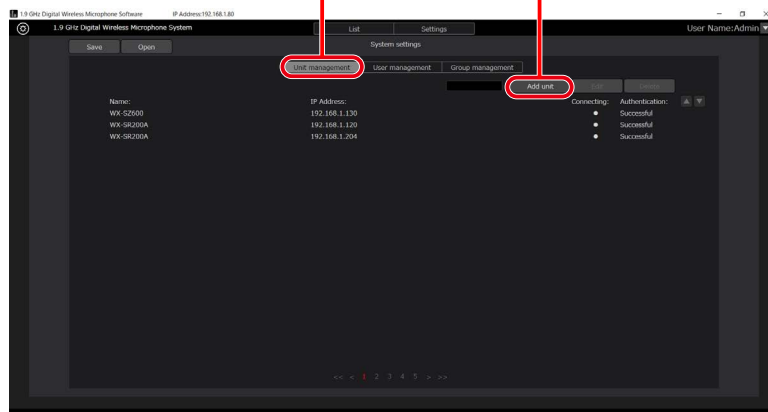 1.9 GHz Digital Wireless Microphone Software IP Address:192.168.1.80
1.9 GHz Digital Wireless Microphone System List Settings User Name:Admin
Save Open System settings
Unit management User management Group management
Add unit Edit Delete
Name: IP Address: Connecting: Authentication:
WX-SZ600 192.168.1.130 Successful
WX-SR200A 192.168.1.120 Successful
WX-SR200A 192.168.1.204 Successful
<< < 1 2 3 4 5 > >>